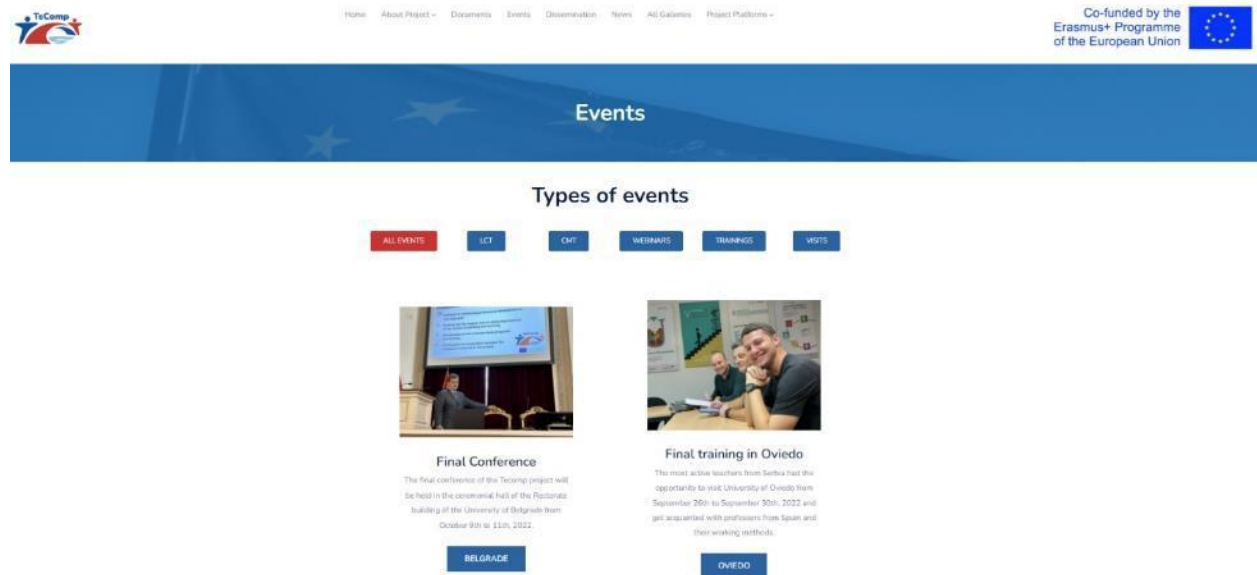 TeComp
Home About Project Documents Events Dissemination News All Galleries Project Platforms
Co-funded by the
Erasmus+ Programme
of the European Union
Events
Types of events
ALL EVENTS LCT CMT WEBINARS TRAININGS VISITS
Final Conference
The final conference of the Tecomp project will
be held in the ceremonial hall of the Rectorate
building of the University of Belgrade from
October 9th to 11th, 2022.
BELGRADE
Final training in Oviedo
The most active teachers from Serbia had the
opportunity to visit University of Oviedo from
September 26th to September 30th, 2022 and
get acquainted with professors from Spain and
their working methods.
OVIEDO